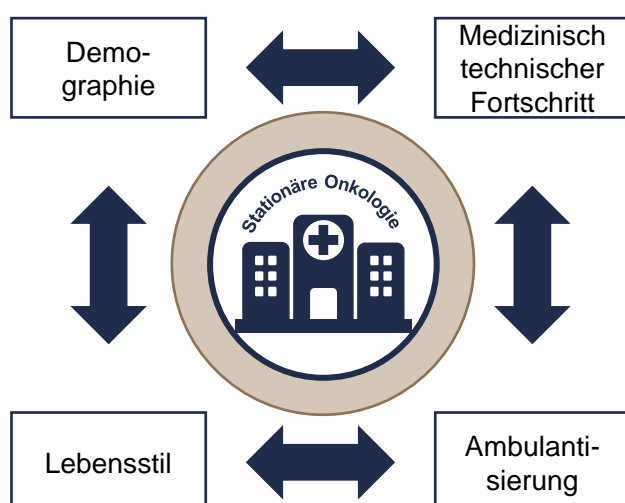 Demo-
graphie
Medizinisch
technischer
Fortschritt
Stationäre Onkologie
Lebensstil
Ambulanti-
sierung